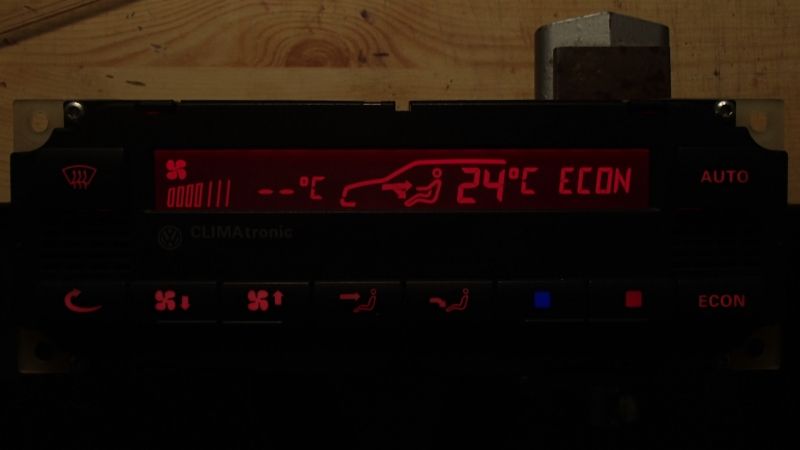 AUTO
--°C 24°C ECON
CLIMAtronic
ECON